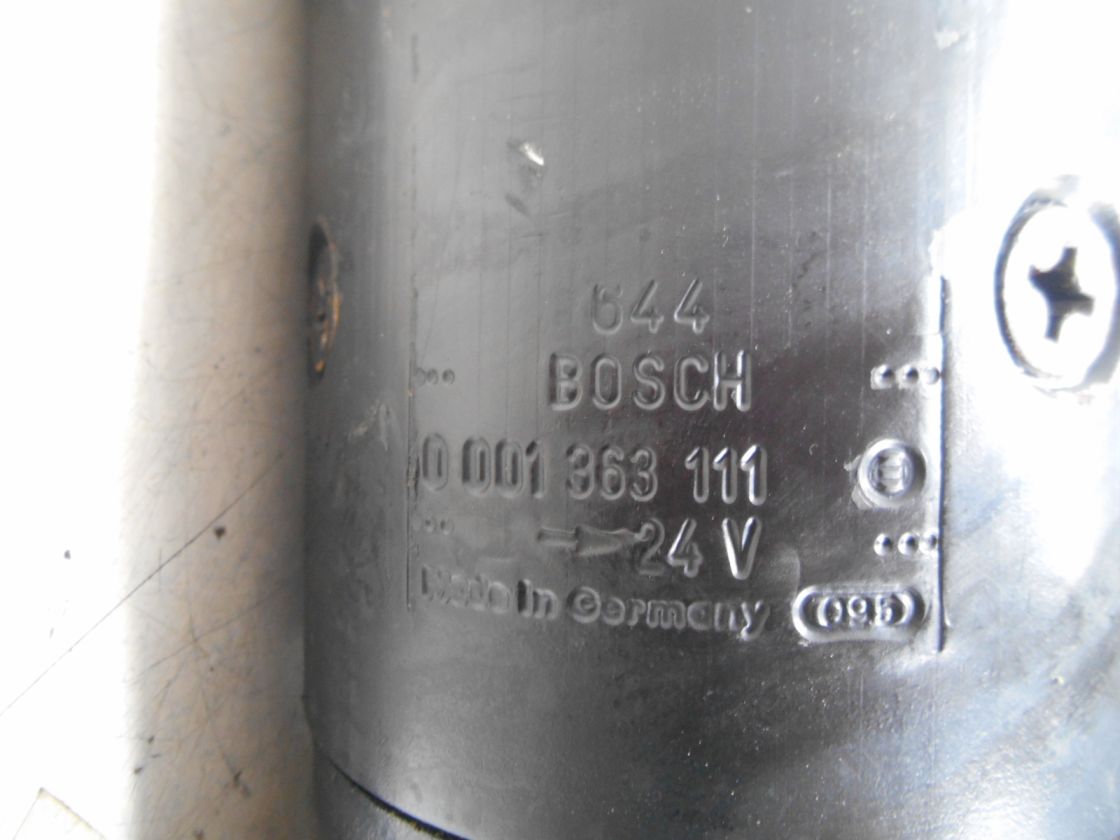 644
BOSCH
0 001 363 111
24 V
Made in Germany 095